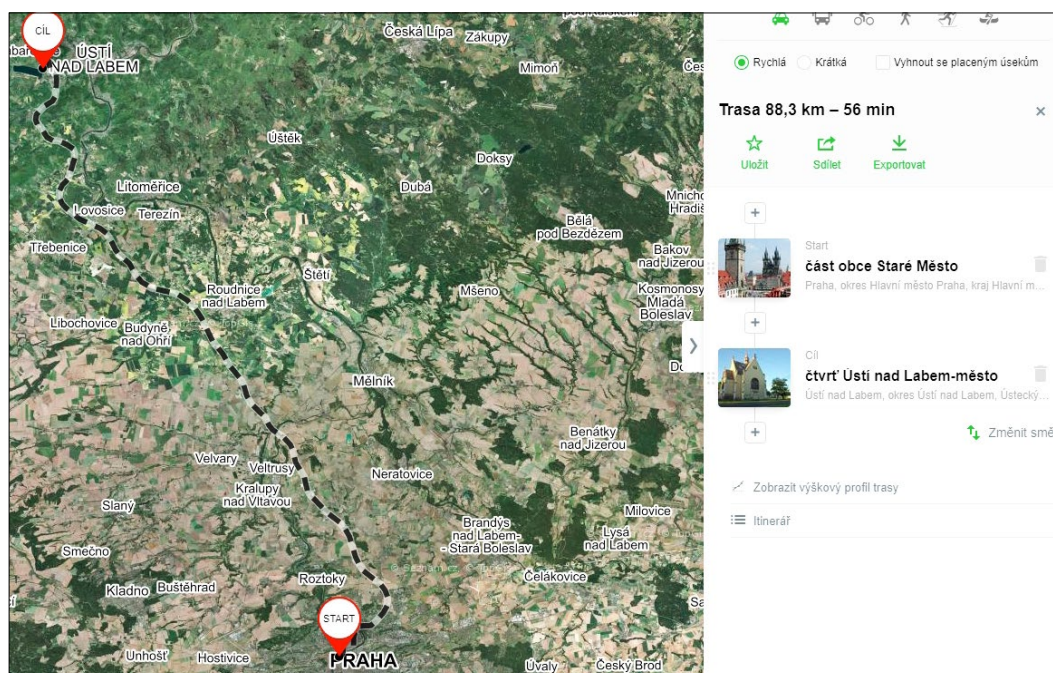 CÍL
ÚSTÍ
NAD LABEM
Česká Lípa
Zákupy
Mimoň
Úštěk
Doksy
Dubá
Litoměřice
Lovosice
Terezín
Třebenice
Bělá
pod Bezdězem
Bakov
nad Jizerou
Štětí
Roudnice
nad Labem
Mšeno
Kosmonosy
Mladá
Boleslav
Libochovice
Budyně
nad Ohří
Mělník
Benátky
nad Jizerou
Velvary
Veltrusy
Neratovice
Kralupy
nad Vltavou
Slaný
Milovice
Brandýs
nad Labem-
- Stará Boleslav
Lysá
nad Labem
Smečno
© Seznam.cz,
Čelákovice
Roztoky
Kladno
Buštěhrad
START
PRAHA
Unhošť
Hostivice
Úvaly
Český Brod
Rychlá
Krátká
Vyhnout se placeným úsekům
Trasa 88,3 km – 56 min
Uložit
Sdílet
Exportovat
Start
část obce Staré Město
Praha, okres Hlavní město Praha, kraj Hlavní m...
Cíl
čtvrť Ústí nad Labem-město
Ústí nad Labem, okres Ústí nad Labem, Ústecký...
Změnit smě
Zobrazit výškový profil trasy
Itinerář